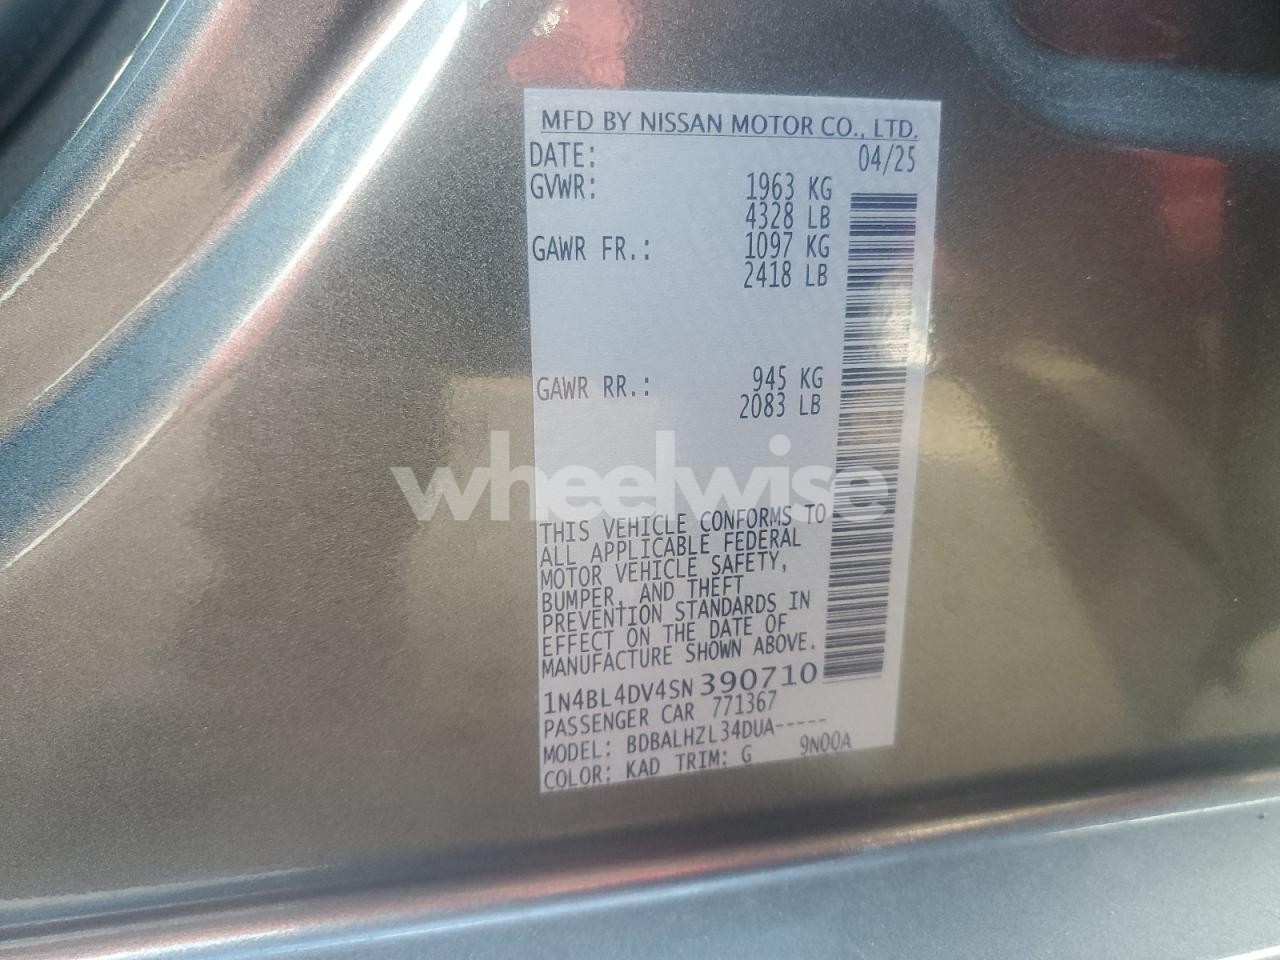 MFD BY NISSAN MOTOR CO., LTD.
DATE: 04/25
GVWR: 1963 KG
4328 LB
GAWR FR.: 1097 KG
2418 LB
GAWR RR.: 945 KG
2083 LB
wheelwise
THIS VEHICLE CONFORMS TO
ALL APPLICABLE FEDERAL
MOTOR VEHICLE SAFETY,
BUMPER, AND THEFT
PREVENTION STANDARDS IN
EFFECT ON THE DATE OF
MANUFACTURE SHOWN ABOVE.
1N4BL4DV4SN390710
PASSENGER CAR 771367
MODEL: BDBALHZL34DUA-----
COLOR: KAD TRIM: G 9N00A